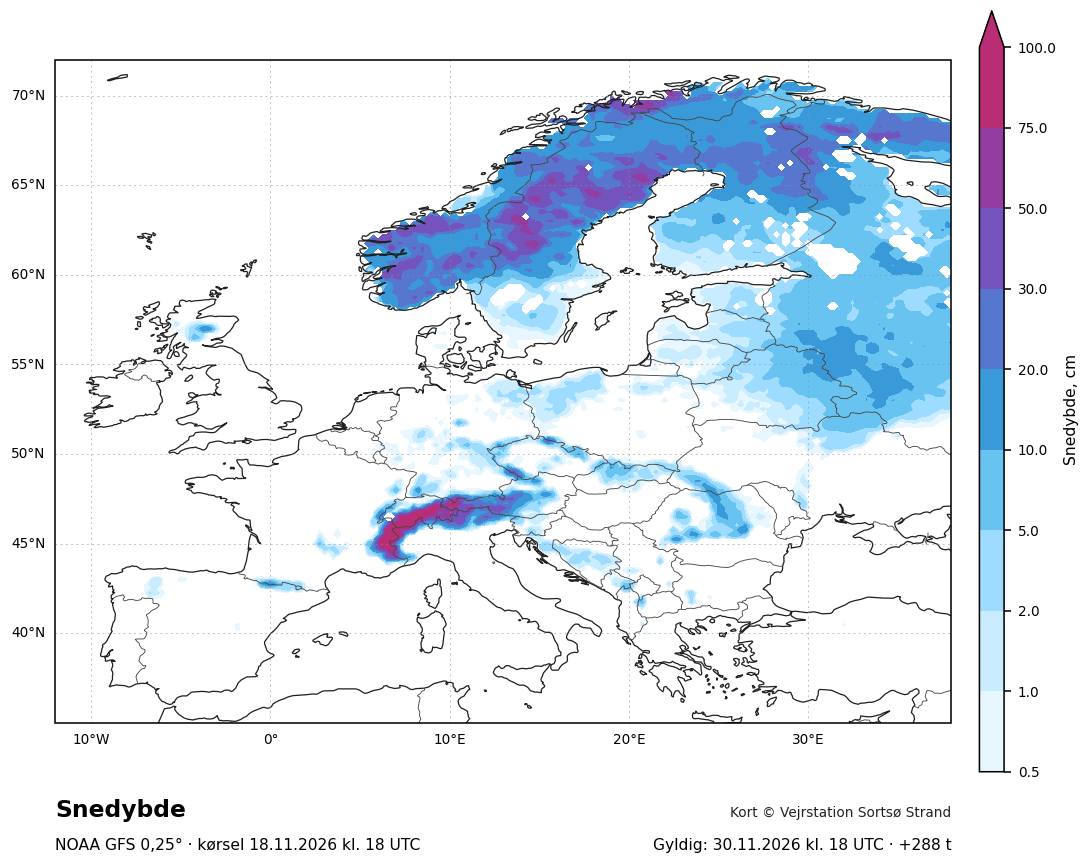 100.0
75.0
50.0
30.0
20.0
10.0
5.0
2.0
1.0
0.5
Snedybde, cm
70°N
65°N
60°N
55°N
50°N
45°N
40°N
10°W 0° 10°E 20°E 30°E
Snedybde
Kort © Vejrstation Sortsø Strand
NOAA GFS 0,25° · kørsel 18.11.2026 kl. 18 UTC
Gyldig: 30.11.2026 kl. 18 UTC · +288 t